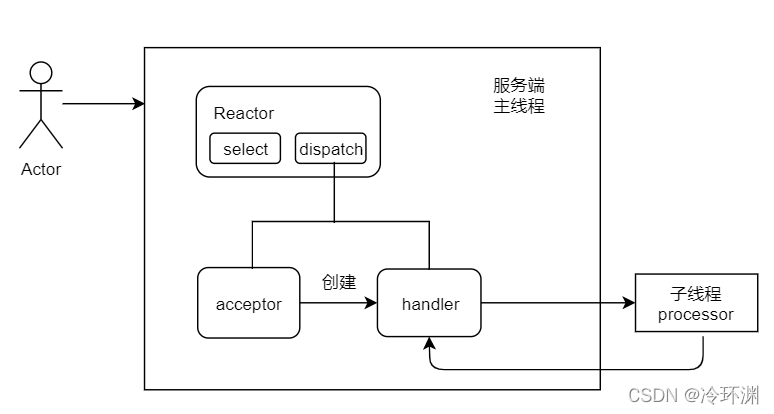 服务端
主线程
Reactor
select
dispatch
Actor
创建
acceptor
handler
子线程
processor
CSDN @冷环渊